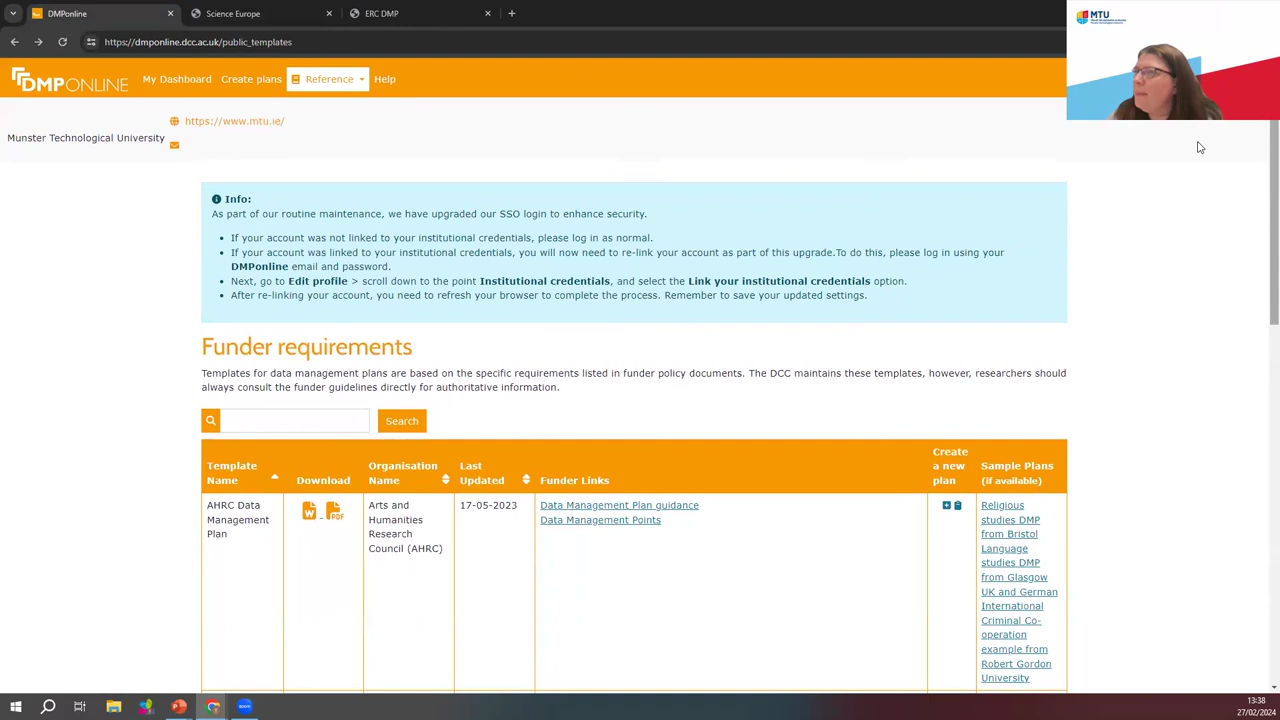 DMPOnline
Science Europe
ERC DMP
https://dmponline.dcc.ac.uk/public_templates
MTU
DMPONLINE
My Dashboard
Create plans
Reference
Help
Munster Technological University
https://www.mtu.ie/
Info:
As part of our routine maintenance, we have upgraded our SSO login to enhance security.
If your account was not linked to your institutional credentials, please log in as normal.
If your account was linked to your institutional credentials, you will now need to re-link your account as part of this upgrade.To do this, please log in using your
DMPonline email and password.
Next, go to Edit profile > scroll down to the point Institutional credentials, and select the Link your institutional credentials option.
After re-linking your account, you need to refresh your browser to complete the process. Remember to save your updated settings.
Funder requirements
Templates for data management plans are based on the specific requirements listed in funder policy documents. The DCC maintains these templates, however, researchers should
always consult the funder guidelines directly for authoritative information.
Search
Template
Name
Download
Organisation
Name
Last
Updated
Funder Links
Create
a new
plan
Sample Plans
(if available)
AHRC Data
Management
Plan
W
PDF
Arts and
Humanities
Research
Council (AHRC)
17-05-2023
Data Management Plan guidance
Data Management Points
Religious
studies DMP
from Bristol
Language
studies DMP
from Glasgow
UK and German
International
Criminal Co-
operation
example from
Robert Gordon
University
13:38
27/02/2024